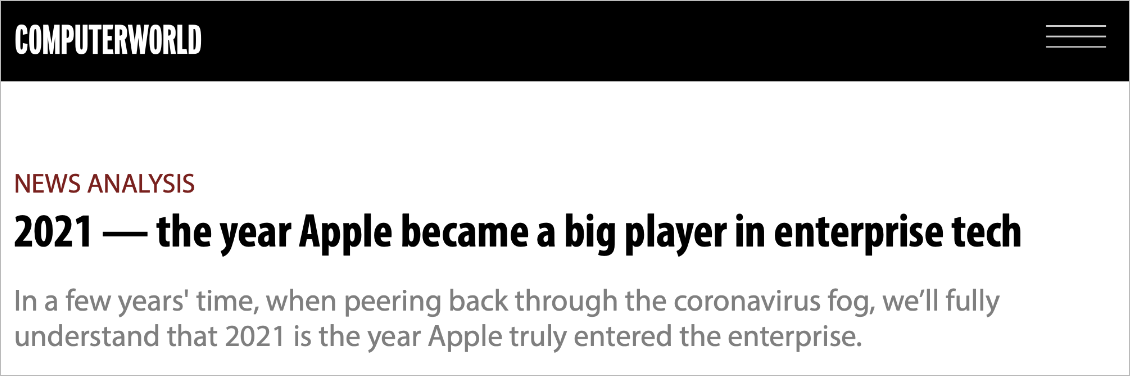 COMPUTERWORLD
NEWS ANALYSIS
2021 — the year Apple became a big player in enterprise tech
In a few years' time, when peering back through the coronavirus fog, we’ll fully
understand that 2021 is the year Apple truly entered the enterprise.